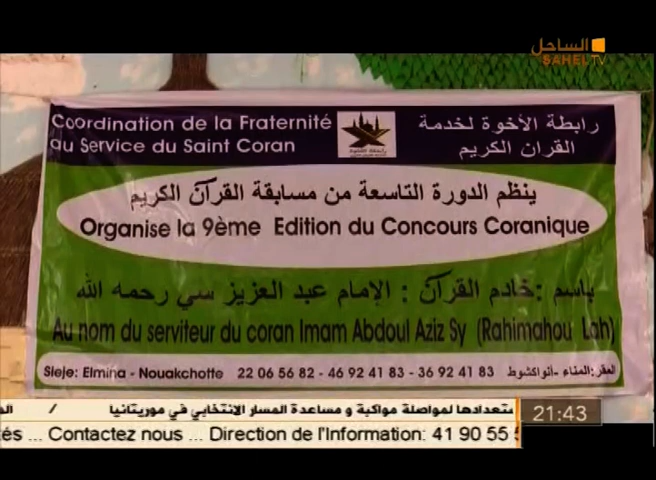 الساحل
SAHEL TV
Coordination de la Fraternité
au Service du Saint Coran
رابطة الأخوة لخدمة
القرآن الكريم
ينظم الدورة التاسعة من مسابقة القرآن الكريم
Organise la 9ème Edition du Concours Coranique
باسم :خادم القرآن : الإمام عبد العزيز سي رحمه الله
Au nom du serviteur du coran Imam Abdoul Aziz Sy (Rahimahou Lah)
Sieje: Elmina - Nouakchotte 22 06 56 82 - 46 92 41 83 - 36 92 41 83 المقر:الميناء -أنواكشوط
ستعدادها لمواصلة مواكبة و مساعدة المسار الانتخابي في موريتانيا /
és ... Contactez nous ... Direction de l'Information: 41 90 55
21:43